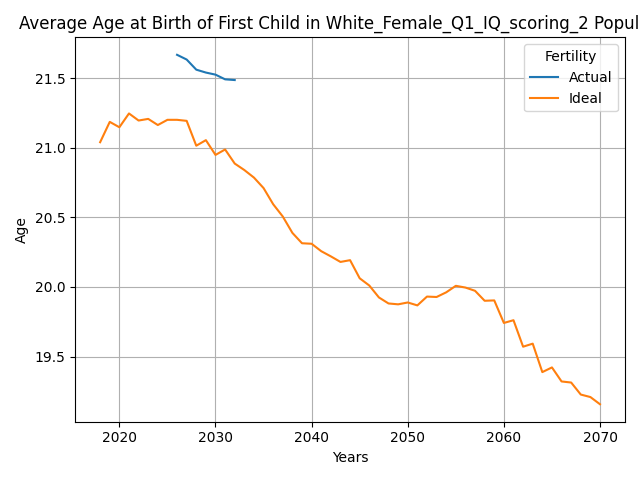 Average Age at Birth of First Child in White_Female_Q1_IQ_scoring_2 Popul
Fertility
Actual
Ideal
21.5
21.0
20.5
20.0
19.5
Age
2020 2030 2040 2050 2060 2070
Years